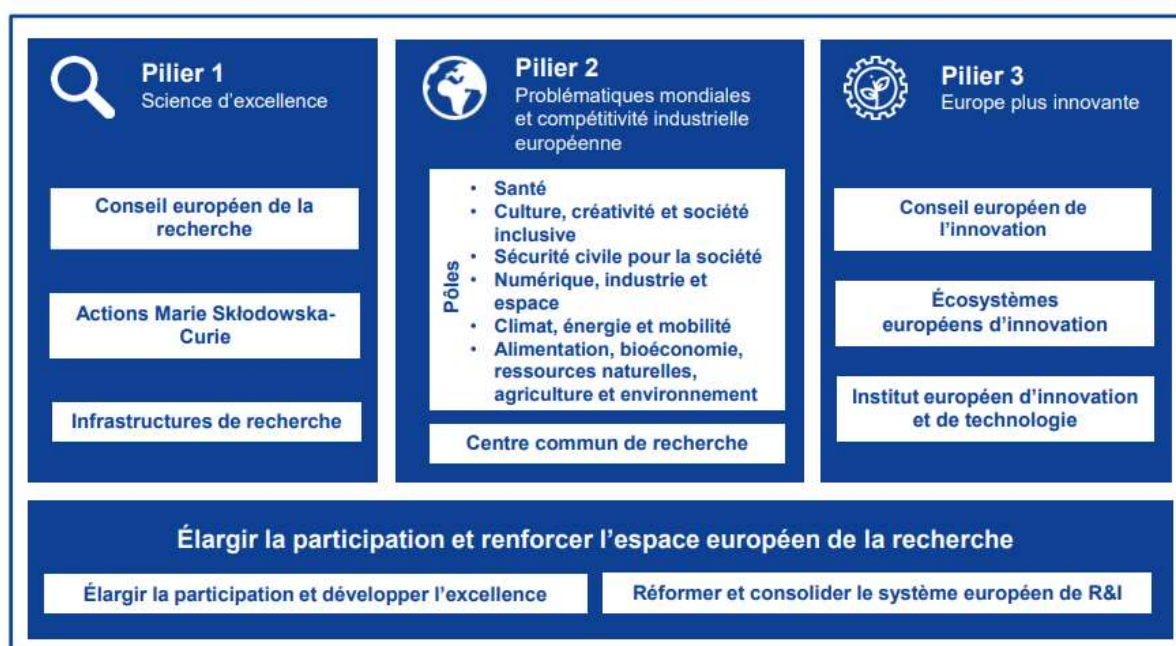 Pilier 1
Science d'excellence
Conseil européen de la
recherche
Actions Marie Skłodowska-
Curie
Infrastructures de recherche
Pilier 2
Problématiques mondiales
et compétitivité industrielle
européenne
Pôles
• Santé
• Culture, créativité et société
inclusive
• Sécurité civile pour la société
• Numérique, industrie et
espace
• Climat, énergie et mobilité
• Alimentation, bioéconomie,
ressources naturelles,
agriculture et environnement
Centre commun de recherche
Pilier 3
Europe plus innovante
Conseil européen de
l'innovation
Écosystèmes
européens d'innovation
Institut européen d'innovation
et de technologie
Élargir la participation et renforcer l'espace européen de la recherche
Élargir la participation et développer l'excellence
Réformer et consolider le système européen de R&I